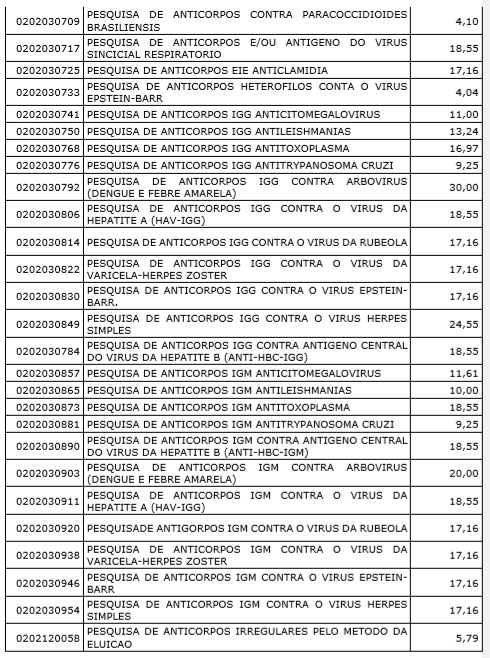 0202030709 PESQUISA DE ANTICORPOS CONTRA PARACOCCIDIOIDES 4,10
BRASILIENSIS
0202030717 PESQUISA DE ANTICORPOS E/OU ANTIGENO DO VIRUS 18,55
SINCICIAL RESPIRATORIO
0202030725 PESQUISA DE ANTICORPOS EIE ANTICLAMIDIA 17,16
0202030733 PESQUISA DE ANTICORPOS HETEROFILOS CONTA O VIRUS 4,04
EPSTEIN-BARR
0202030741 PESQUISA DE ANTICORPOS IGG ANTICITOMEGALOVIRUS 11,00
0202030750 PESQUISA DE ANTICORPOS IGG ANTILEISHMANIAS 13,24
0202030768 PESQUISA DE ANTICORPOS IGG ANTITOXOPLASMA 16,97
0202030776 PESQUISA DE ANTICORPOS IGG ANTITRYPANOSOMA CRUZI 9,25
0202030792 PESQUISA DE ANTICORPOS IGG CONTRA ARBOVIRUS 30,00
(DENGUE E FEBRE AMARELA)
0202030806 PESQUISA DE ANTICORPOS IGG CONTRA O VIRUS DA 18,55
HEPATITE A (HAV-IGG)
0202030814 PESQUISA DE ANTICORPOS IGG CONTRA O VIRUS DA RUBEOLA 17,16
0202030822 PESQUISA DE ANTICORPOS IGG CONTRA O VIRUS DA 17,16
VARICELA-HERPES ZOSTER
0202030830 PESQUISA DE ANTICORPOS IGG CONTRA O VIRUS EPSTEIN- 17,16
BARR.
0202030849 PESQUISA DE ANTICORPOS IGG CONTRA O VIRUS HERPES 24,55
SIMPLES
0202030784 PESQUISA DE ANTICORPOS IGG CONTRA ANTIGENO CENTRAL 18,55
DO VIRUS DA HEPATITE B (ANTI-HBC-IGG)
0202030857 PESQUISA DE ANTICORPOS IGM ANTICITOMEGALOVIRUS 11,61
0202030865 PESQUISA DE ANTICORPOS IGM ANTILEISHMANIAS 10,00
0202030873 PESQUISA DE ANTICORPOS IGM ANTITOXOPLASMA 18,55
0202030881 PESQUISA DE ANTICORPOS IGM ANTITRYPANOSOMA CRUZI 9,25
0202030890 PESQUISA DE ANTICORPOS IGM CONTRA ANTIGENO CENTRAL 18,55
DO VIRUS DA HEPATITE B (ANTI-HBC-IGM)
0202030903 PESQUISA DE ANTICORPOS IGM CONTRA ARBOVIRUS 20,00
(DENGUE E FEBRE AMARELA)
0202030911 PESQUISA DE ANTICORPOS IGM CONTRA O VIRUS DA 18,55
HEPATITE A (HAV-IGG)
0202030920 PESQUISADE ANTIGORPOS IGM CONTRA O VIRUS DA RUBEOLA 17,16
0202030938 PESQUISA DE ANTICORPOS IGM CONTRA O VIRUS DA 17,16
VARICELA-HERPES ZOSTER
0202030946 PESQUISA DE ANTICORPOS IGM CONTRA O VIRUS EPSTEIN- 17,16
BARR
0202030954 PESQUISA DE ANTICORPOS IGM CONTRA O VIRUS HERPES 17,16
SIMPLES
0202120058 PESQUISA DE ANTICORPOS IRREGULARES PELO METODO DA 5,79
ELUICAO